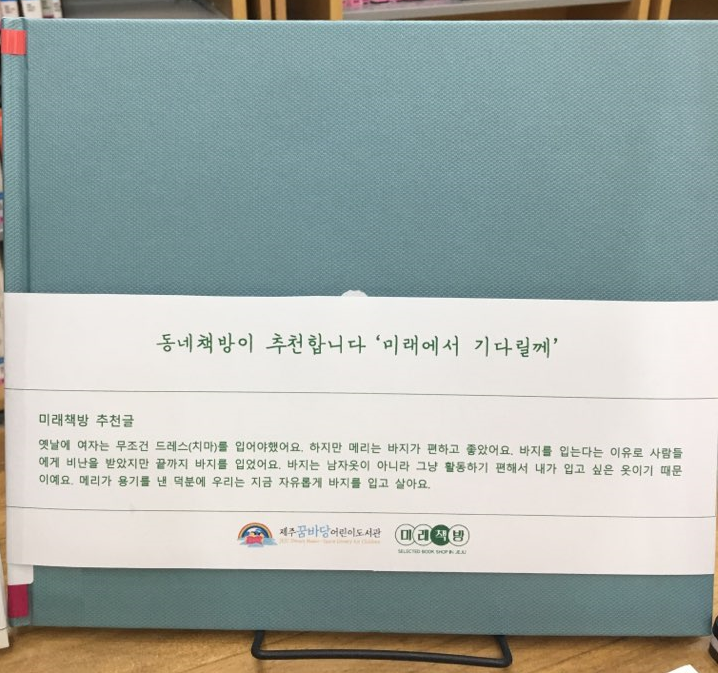 동네책방이 추천합니다 ‘미래에서 기다릴께’
미래책방 추천글
옛날에 여자는 무조건 드레스(치마)를 입어야했어요. 하지만 메리는 바지가 편하고 좋았어요. 바지를 입는다는 이유로 사람들
에게 비난을 받았지만 끝까지 바지를 입었어요. 바지는 남자옷이 아니라 그냥 활동하기 편해서 내가 입고 싶은 옷이기 때문
이예요. 메리가 용기를 낸 덕분에 우리는 지금 자유롭게 바지를 입고 살아요.
제주꿈바당어린이도서관
미래책방
SELECTED BOOK SHOP IN JEJU